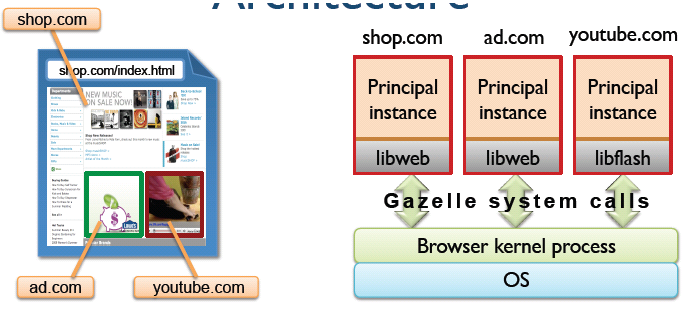 Architecture
shop.com
shop.com/index.html
NEW MUSIC
ON SALE NOW!
ad.com
youtube.com
shop.com
ad.com
youtube.com
Principal
instance
Principal
instance
Principal
instance
libweb
libweb
libflash
Gazelle system calls
Browser kernel process
OS